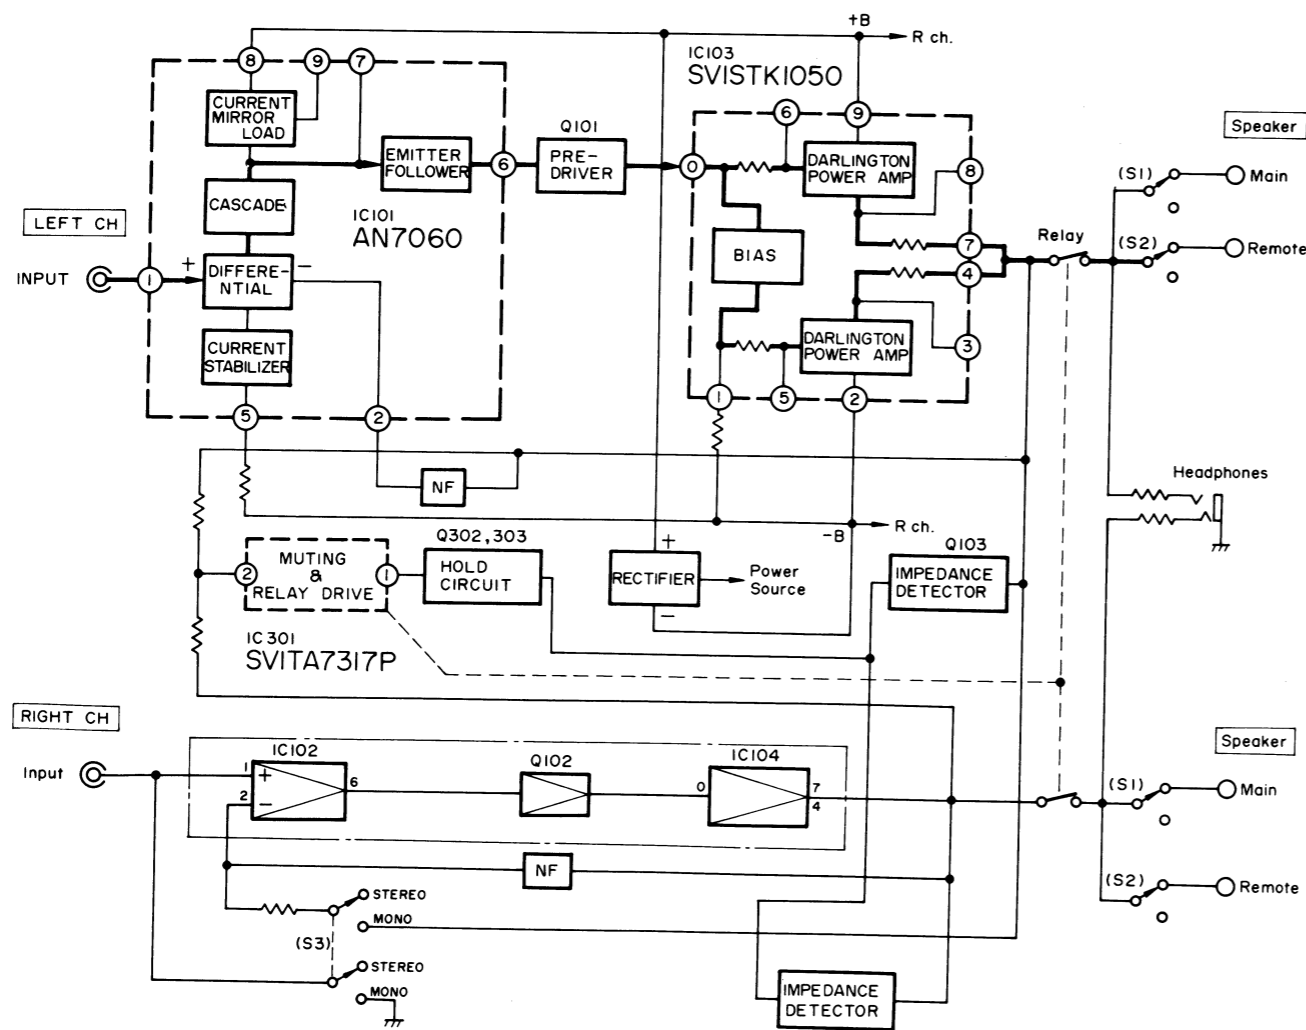 +B
R ch.
IC103
SVISTK1050
8
9
7
6
9
CURRENT
MIRROR
LOAD
Q101
Speaker
EMITTER
FOLLOWER
6
PRE-
DRIVER
0
DARLINGTON
POWER AMP
8
(S1)
Main
CASCADE
LEFT CH
IC101
AN7060
BIAS
7
Relay
(S2)
Remote
INPUT
1
+
DIFFERE-
NTIAL
−
4
CURRENT
STABILIZER
DARLINGTON
POWER AMP
3
5
2
1
5
2
NF
Headphones
R ch.
−B
Q302,303
Q103
2
MUTING
&
RELAY DRIVE
1
HOLD
CIRCUIT
+
RECTIFIER
−
Power
Source
IMPEDANCE
DETECTOR
IC301
SVITA7317P
RIGHT CH
Speaker
IC102
Q102
IC104
Input
1
+
2
−
6
0
7
4
(S1)
Main
NF
(S2)
Remote
STEREO
MONO
(S3)
STEREO
MONO
IMPEDANCE
DETECTOR